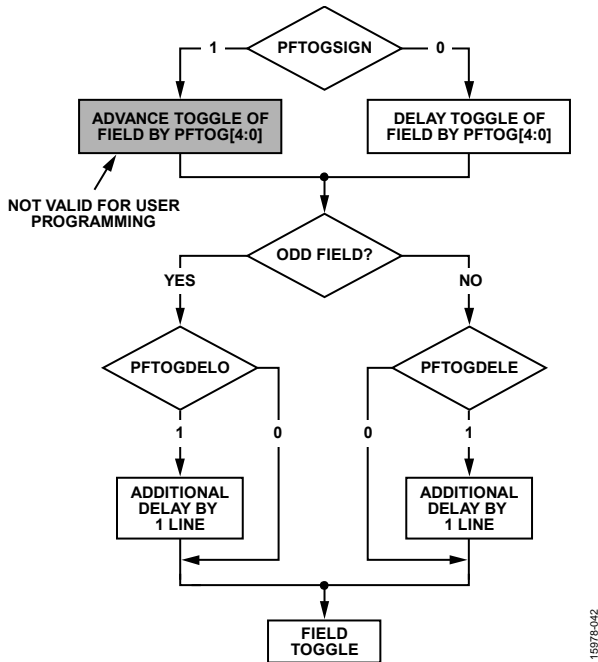 PFTOGSIGN
1
0
ADVANCE TOGGLE OF
FIELD BY PFTOG[4:0]
DELAY TOGGLE OF
FIELD BY PFTOG[4:0]
NOT VALID FOR USER
PROGRAMMING
ODD FIELD?
YES
NO
PFTOGDELO
PFTOGDELE
1
0
0
1
ADDITIONAL
DELAY BY
1 LINE
ADDITIONAL
DELAY BY
1 LINE
FIELD
TOGGLE
15978-042